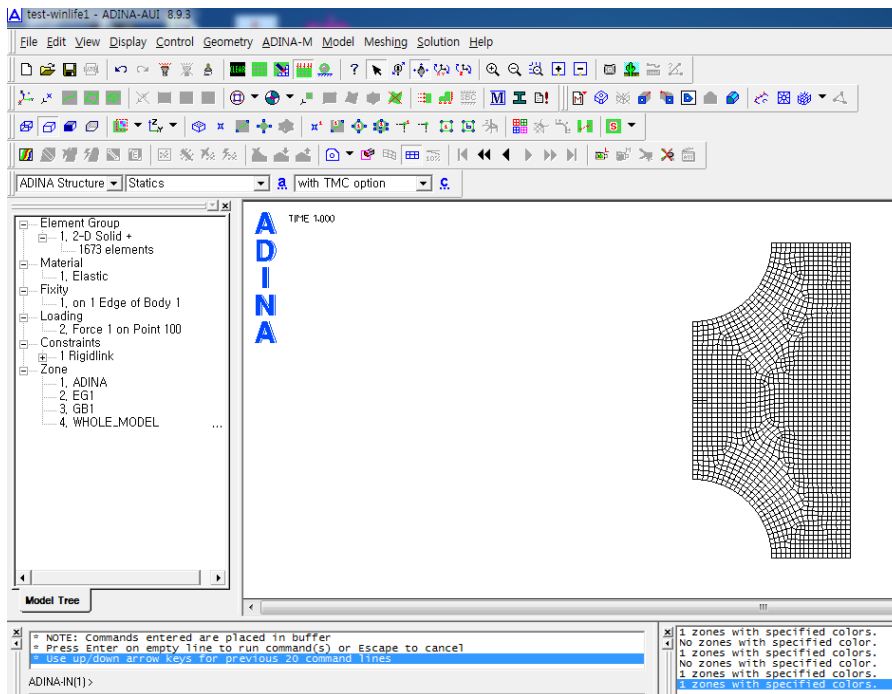 test-winlife1 - ADINA-AUI 8.9.3
File Edit View Display Control Geometry ADINA-M Model Meshing Solution Help
ADINA Structure Statics with TMC option
Element Group
1, 2-D Solid +
1673 elements
Material
1, Elastic
Fixity
1, on 1 Edge of Body 1
Loading
2, Force 1 on Point 100
Constraints
1 Rigidlink
Zone
1, ADINA
2, EG1
3, GB1
4, WHOLE_MODEL
...
Model Tree
ADINA
TIME 1.000
* NOTE: Commands entered are placed in buffer
* Press Enter on empty line to run command(s) or Escape to cancel
* Use up/down arrow keys for previous 20 command lines
ADINA-IN(1) >
1 zones with specified colors.
No zones with specified color.
1 zones with specified colors.
No zones with specified color.
1 zones with specified colors.
1 zones with specified colors.